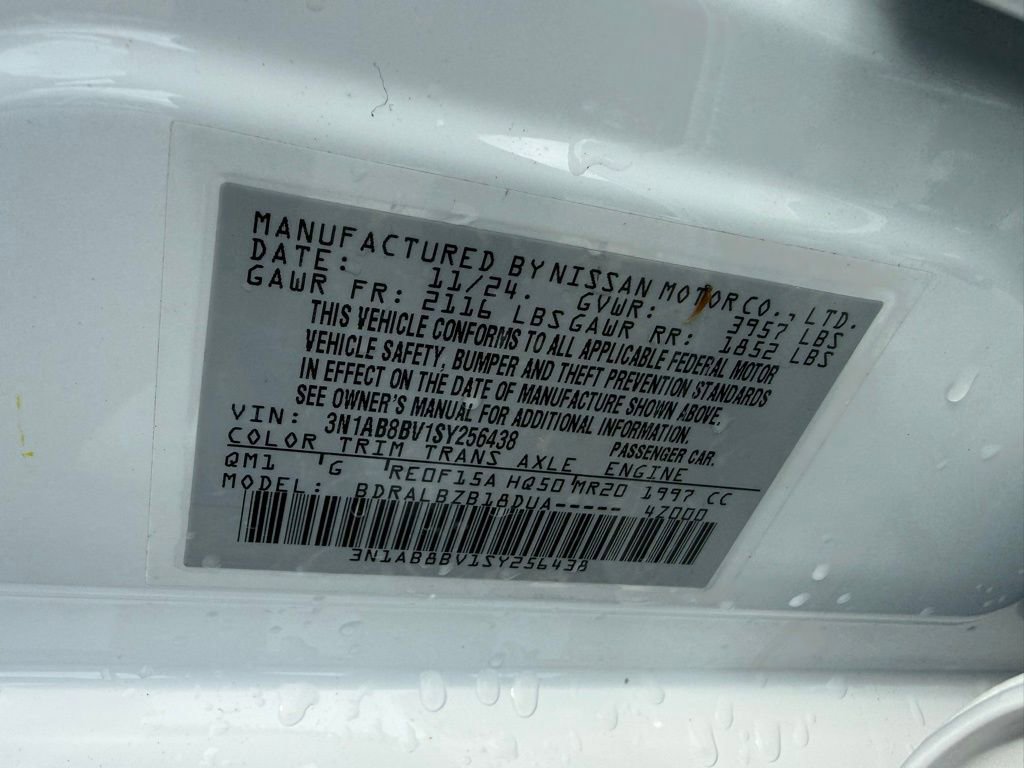 MANUFACTURED BY NISSAN MOTOR CO., LTD.
DATE: 11/24. GVWR: 3957 LBS
GAWR FR: 2116 LBS GAWR RR: 1852 LBS
THIS VEHICLE CONFORMS TO ALL APPLICABLE FEDERAL MOTOR
VEHICLE SAFETY, BUMPER AND THEFT PREVENTION STANDARDS
IN EFFECT ON THE DATE OF MANUFACTURE SHOWN ABOVE.
SEE OWNER'S MANUAL FOR ADDITIONAL INFORMATION.
VIN: 3N1AB8BV1SY256438 PASSENGER CAR.
COLOR TRIM TRANS AXLE ENGINE
QM1 G RE0F15A HQ50 MR20 1997 CC
MODEL: BDRALBZB18DUA----- 4Z000
3N1AB8BV1SY256438